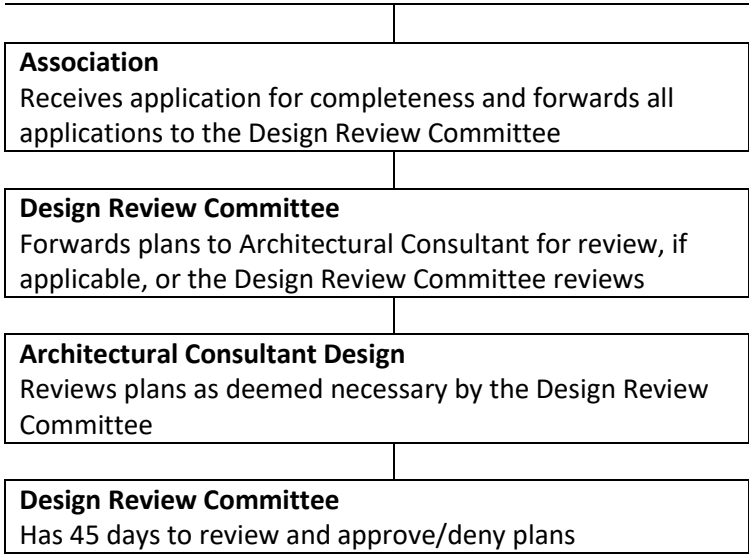 Association
Receives application for completeness and forwards all
applications to the Design Review Committee
Design Review Committee
Forwards plans to Architectural Consultant for review, if
applicable, or the Design Review Committee reviews
Architectural Consultant Design
Reviews plans as deemed necessary by the Design Review
Committee
Design Review Committee
Has 45 days to review and approve/deny plans